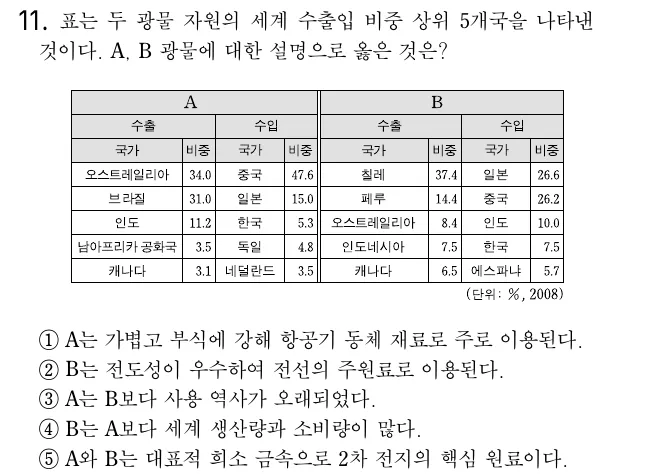 11. 표는 두 광물 자원의 세계 수출입 비중 상위 5개국을 나타낸
것이다. A, B 광물에 대한 설명으로 옳은 것은?
A B
수출 수입 수출 수입
국가 비중 국가 비중 국가 비중 국가 비중
오스트레일리아 34.0 중국 47.6 칠레 37.4 일본 26.6
브라질 31.0 일본 15.0 페루 14.4 중국 26.2
인도 11.2 한국 5.3 오스트레일리아 8.4 인도 10.0
남아프리카 공화국 3.5 독일 4.8 인도네시아 7.5 한국 7.5
캐나다 3.1 네덜란드 3.5 캐나다 6.5 에스파냐 5.7
(단위: %, 2008)
① A는 가볍고 부식에 강해 항공기 동체 재료로 주로 이용된다.
② B는 전도성이 우수하여 전선의 주원료로 이용된다.
③ A는 B보다 사용 역사가 오래되었다.
④ B는 A보다 세계 생산량과 소비량이 많다.
⑤ A와 B는 대표적 희소 금속으로 2차 전지의 핵심 원료이다.